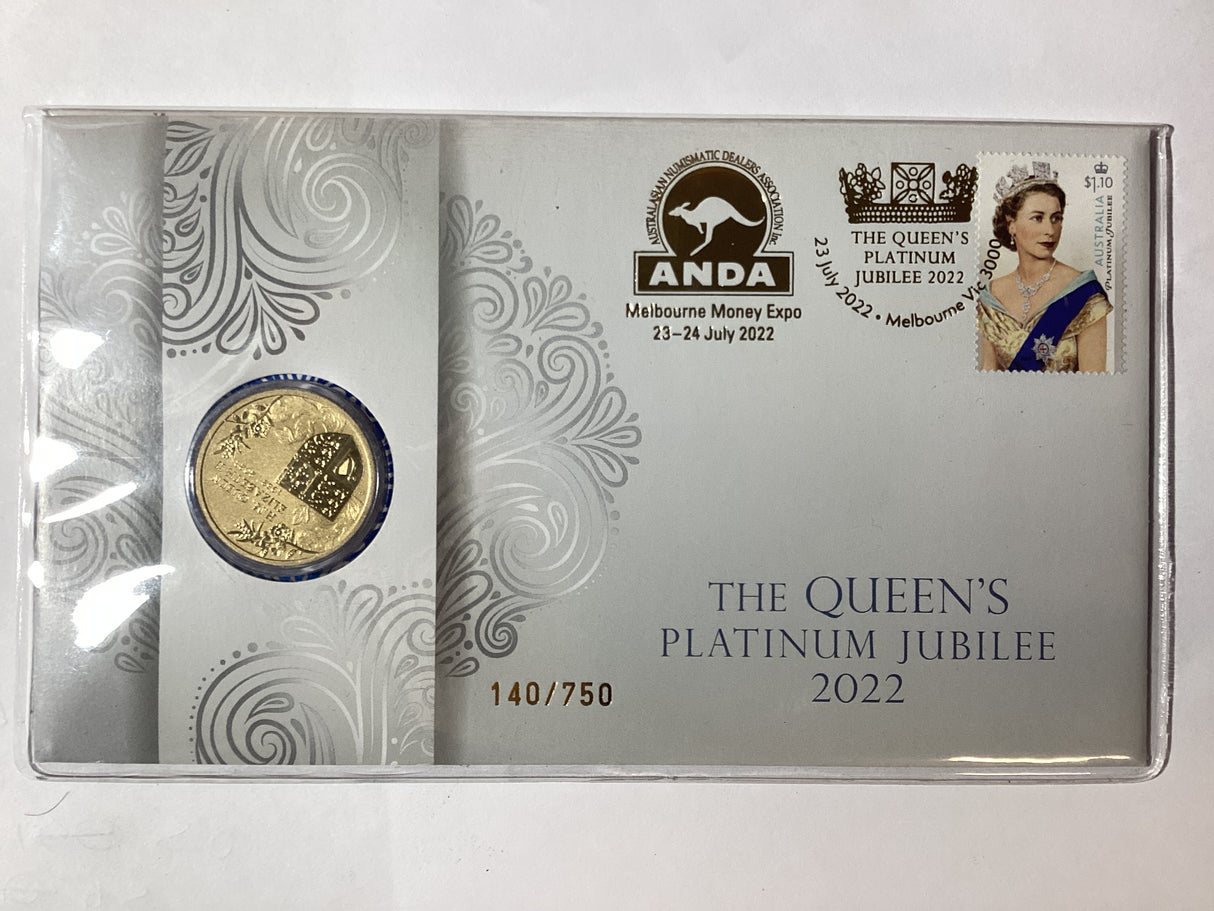 AUSTRALASIAN NUMISMATIC DEALERS ASSOCIATION Inc.
ANDA
Melbourne Money Expo
23–24 July 2022
THE QUEEN'S
PLATINUM
JUBILEE 2022
23 July 2022 • Melbourne Vic 3000
$1.10
AUSTRALIA
PLATINUM JUBILEE
THE QUEEN'S
PLATINUM JUBILEE
2022
140/750